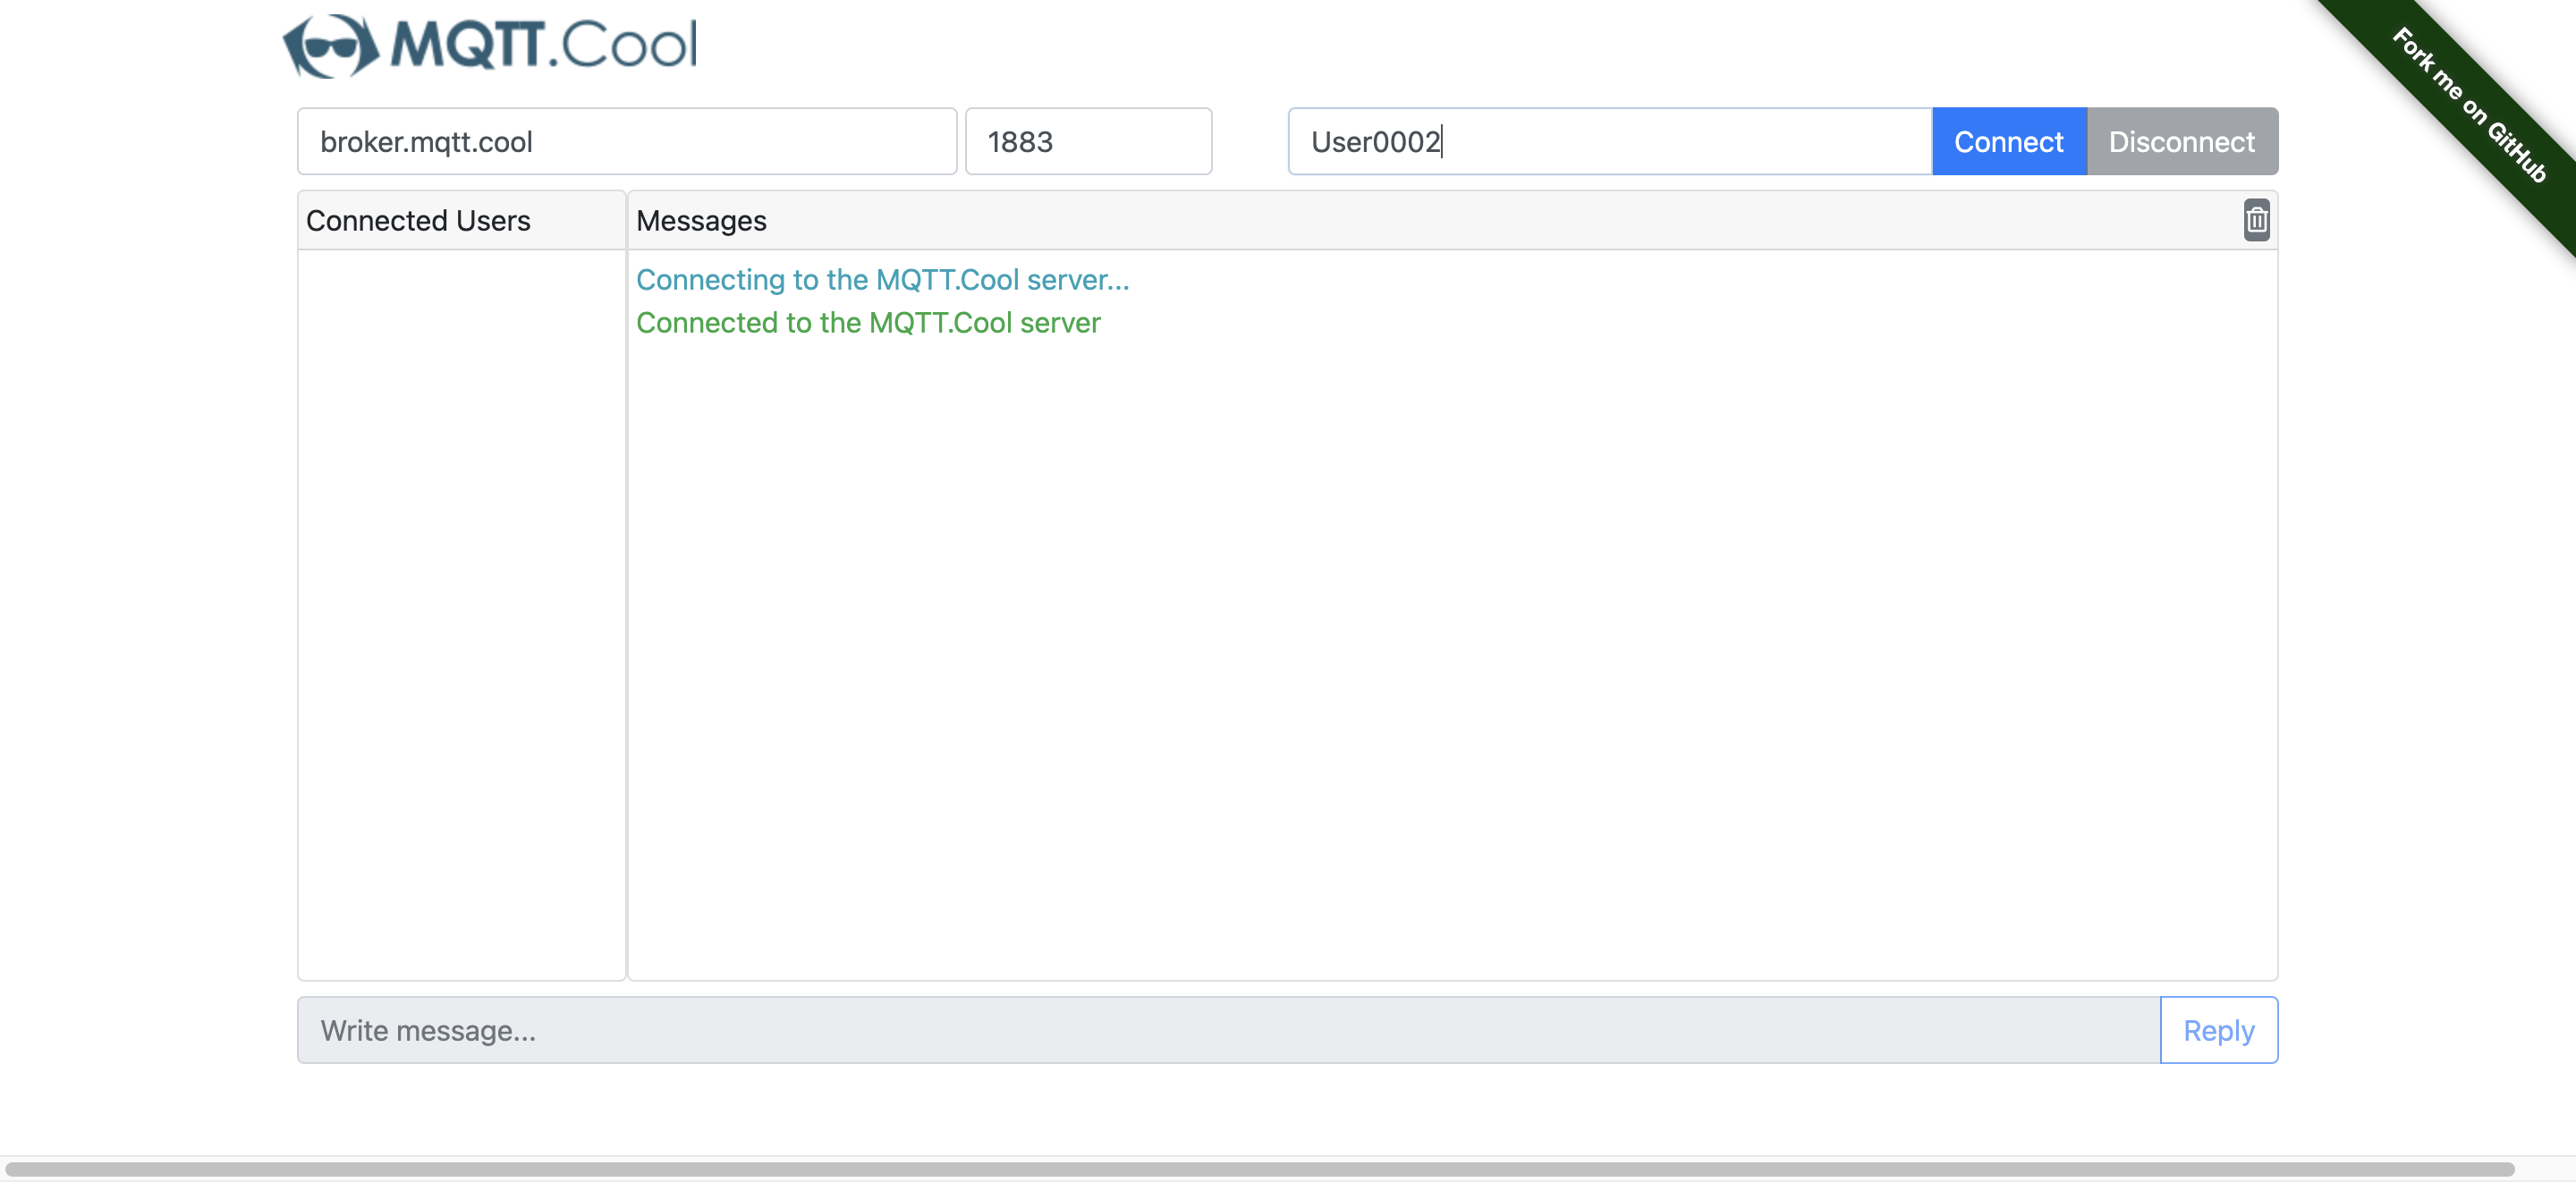 MQTT.Cool
Fork me on GitHub
broker.mqtt.cool 1883 User0002 Connect Disconnect
Connected Users Messages
Connecting to the MQTT.Cool server...
Connected to the MQTT.Cool server
Write message... Reply